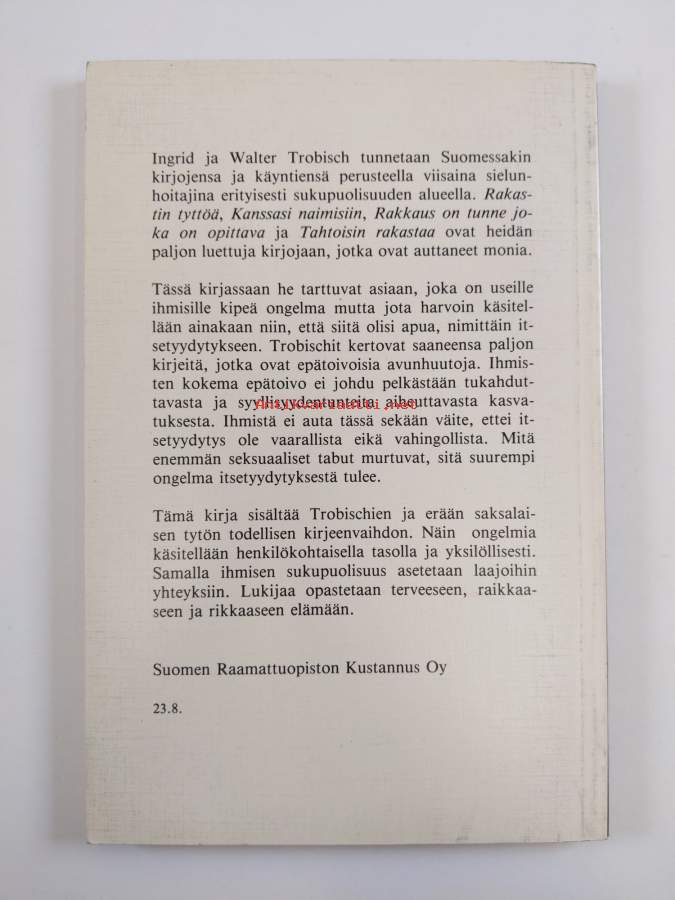 Ingrid ja Walter Trobisch tunnetaan Suomessakin
kirjojensa ja käyntiensä perusteella viisaina sielun-
hoitajina erityisesti sukupuolisuuden alueella. Rakas-
tin tyttöä, Kanssasi naimisiin, Rakkaus on tunne jo-
ka on opittava ja Tahtoisin rakastaa ovat heidän
paljon luettuja kirjojaan, jotka ovat auttaneet monia.
Tässä kirjassaan he tarttuvat asiaan, joka on useille
ihmisille kipeä ongelma mutta jota harvoin käsitel-
lään ainakaan niin, että siitä olisi apua, nimittäin it-
setyydytykseen. Trobischit kertovat saaneensa paljon
kirjeitä, jotka ovat epätoivoisia avunhuutoja. Ihmis-
ten kokema epätoivo ei johdu pelkästään tukahdut-
tavasta ja syyllisyydentunteita aiheuttavasta kasva-
Antikvariaatti.net
tuksesta. Ihmistä ei auta tässä sekään väite, ettei it-
setyydytys ole vaarallista eikä vahingollista. Mitä
enemmän seksuaaliset tabut murtuvat, sitä suurempi
ongelma itsetyydytyksestä tulee.
Tämä kirja sisältää Trobischien ja erään saksalai-
sen tytön todellisen kirjeenvaihdon. Näin ongelmia
käsitellään henkilökohtaisella tasolla ja yksilöllisesti.
Samalla ihmisen sukupuolisuus asetetaan laajoihin
yhteyksiin. Lukijaa opastetaan terveeseen, raikkaa-
seen ja rikkaaseen elämään.
Suomen Raamattuopiston Kustannus Oy
23.8.